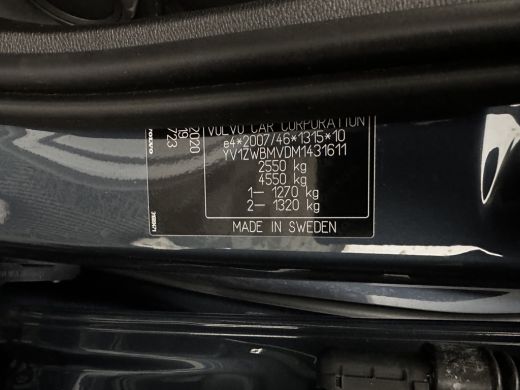 VOLVO CAR CORPORATION
e4*2007/46*1315*10
YV1ZWBMVDM1431611
2550 kg
4550 kg
1– 1270 kg
2– 1320 kg
MADE IN SWEDEN
2020
19
723